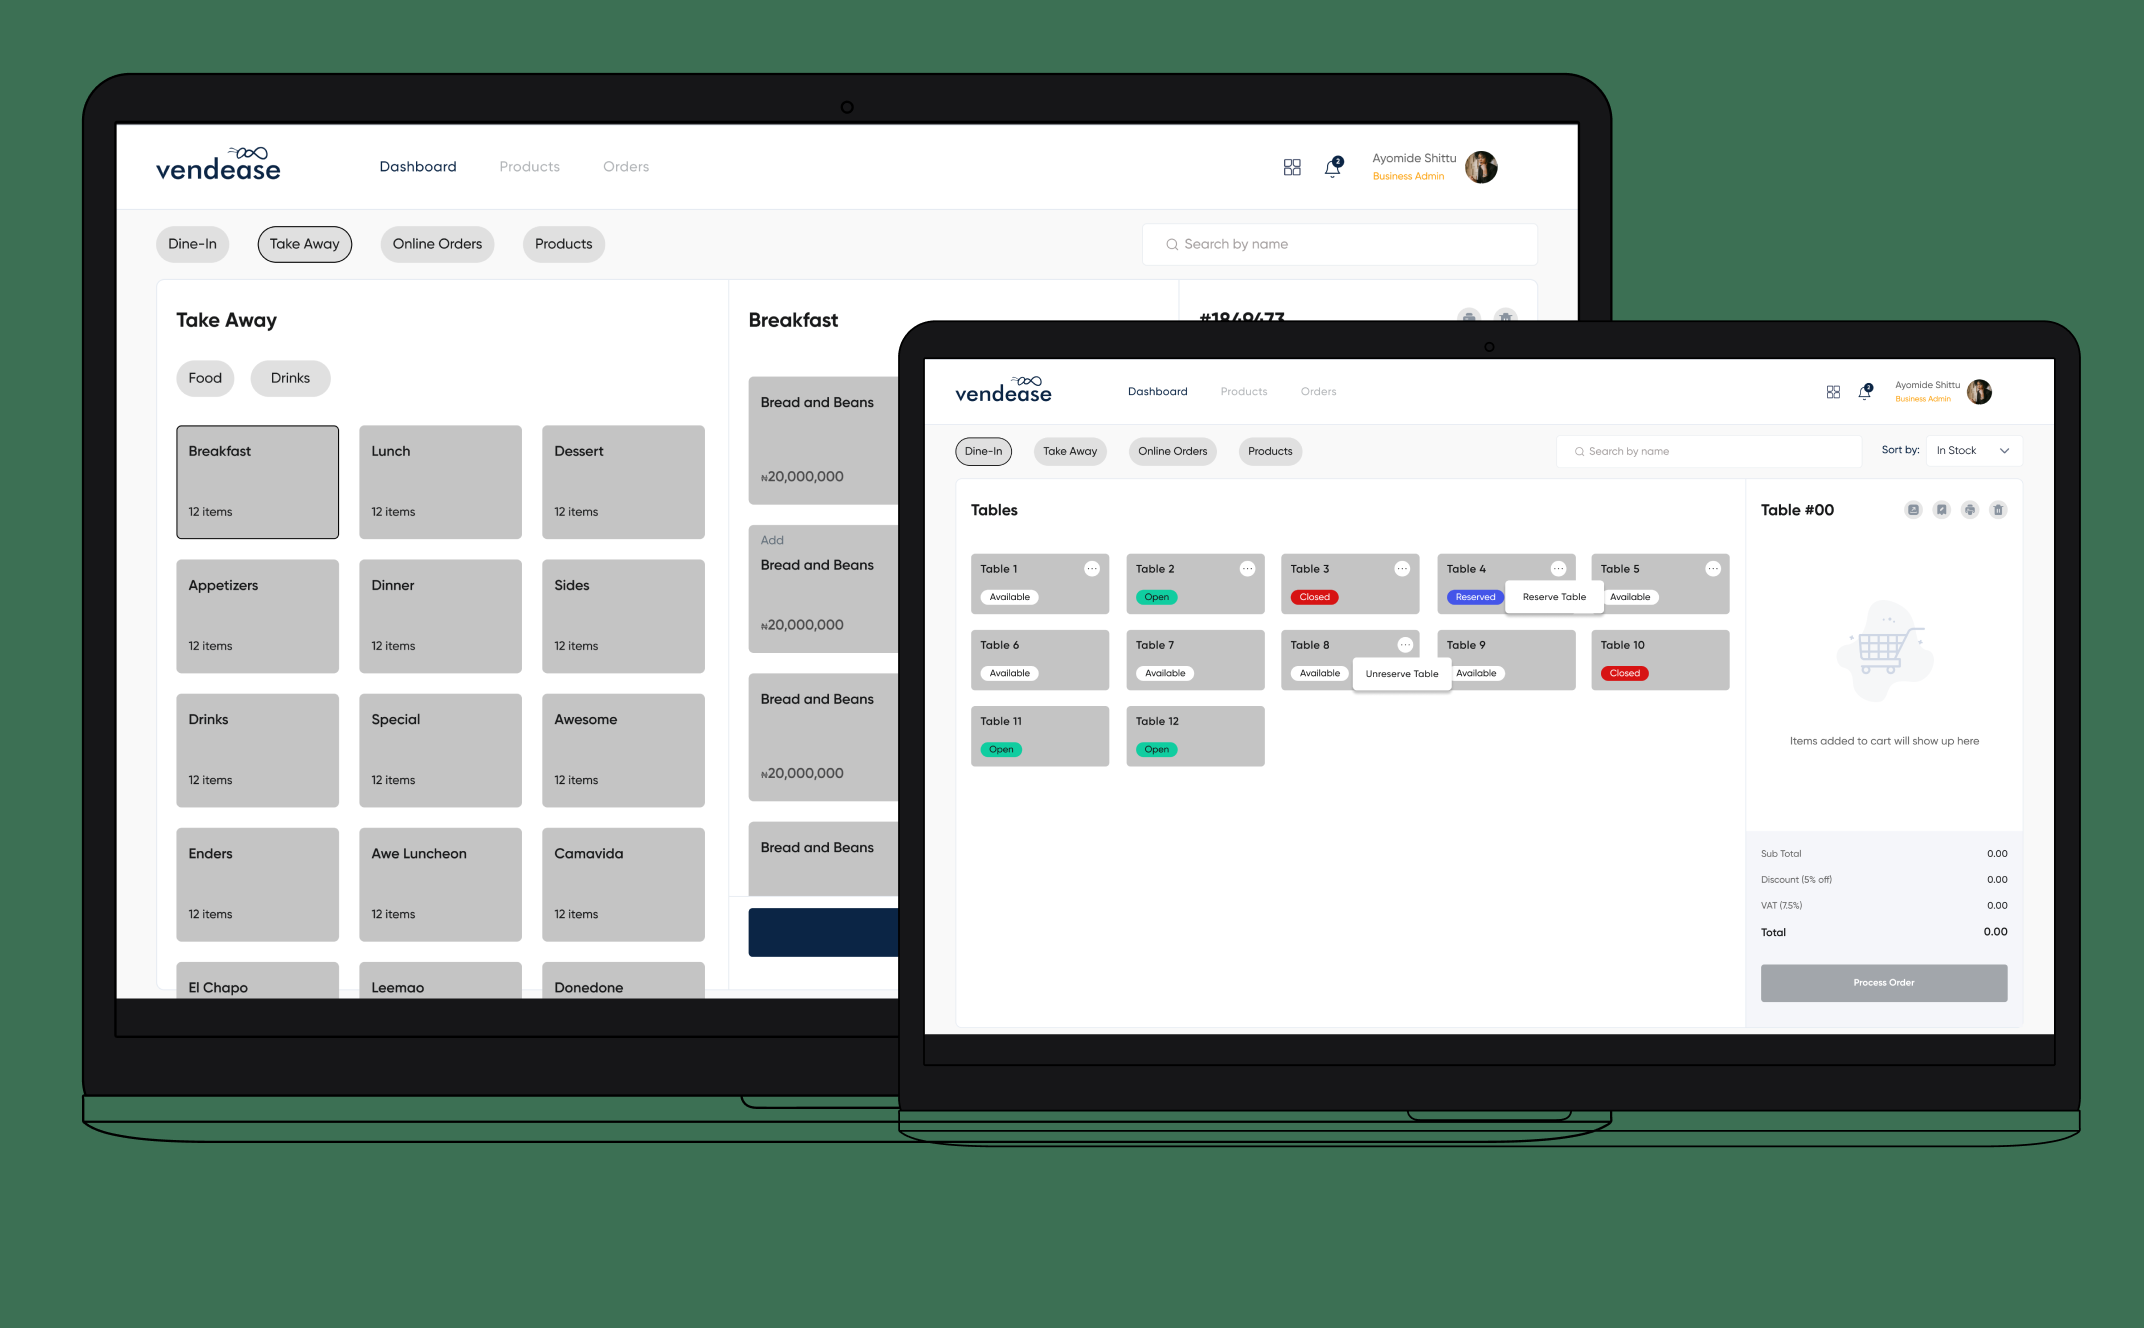 vendease
Dashboard Products Orders
2
Ayomide Shittu
Business Admin
Dine-In Take Away Online Orders Products
Search by name
Take Away
Food Drinks
Breakfast Lunch Dessert
12 items 12 items 12 items
Appetizers Dinner Sides
12 items 12 items 12 items
Drinks Special Awesome
12 items 12 items 12 items
Enders Awe Luncheon Camavida
12 items 12 items 12 items
El Chapo Leemao Donedone
Breakfast
Bread and Beans
₦20,000,000
Add
Bread and Beans
₦20,000,000
Bread and Beans
₦20,000,000
Bread and Beans
#1849473
vendease
Dashboard Products Orders
2
Ayomide Shittu
Business Admin
Dine-In Take Away Online Orders Products
Search by name
Sort by: In Stock
Tables
Table 1 Table 2 Table 3 Table 4 Table 5
Available Open Closed Reserved Reserve Table Available
Table 6 Table 7 Table 8 Table 9 Table 10
Available Available Available Unreserve Table Available Closed
Table 11 Table 12
Open Open
Table #00
Items added to cart will show up here
Sub Total 0.00
Discount (5% off) 0.00
VAT (7.5%) 0.00
Total 0.00
Process Order